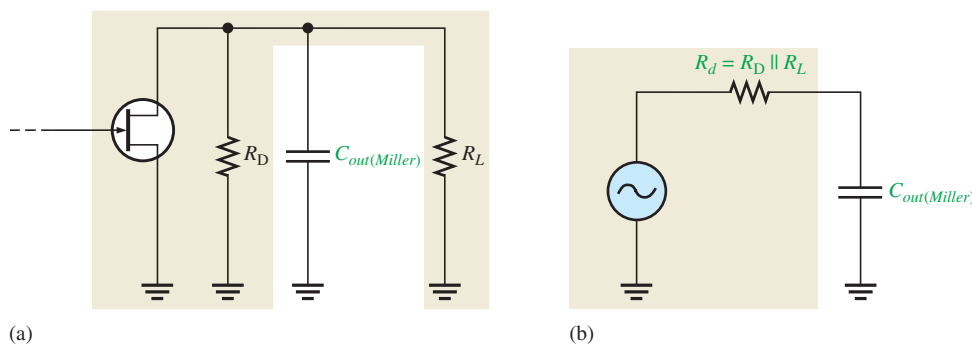 R_D
C_out(Miller)
R_L
(a)
R_d = R_D || R_L
C_out(Miller)
(b)